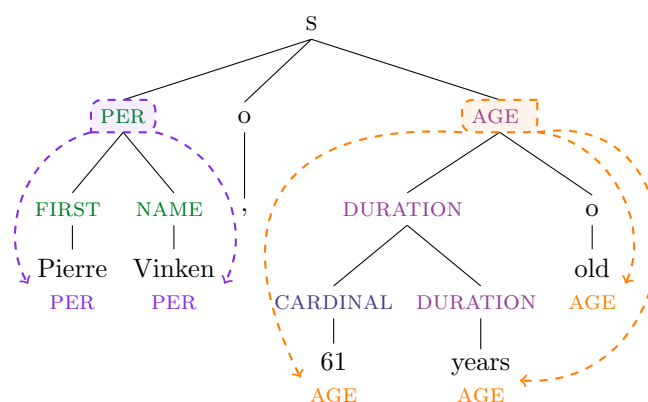 S
PER O AGE
FIRST NAME , DURATION O
Pierre Vinken old
PER PER CARDINAL DURATION AGE
61 years
AGE AGE